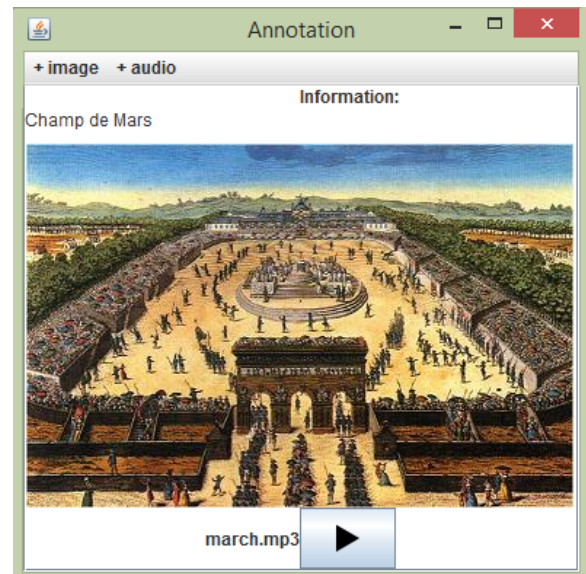 Annotation
+ image + audio
Information:
Champ de Mars
march.mp3